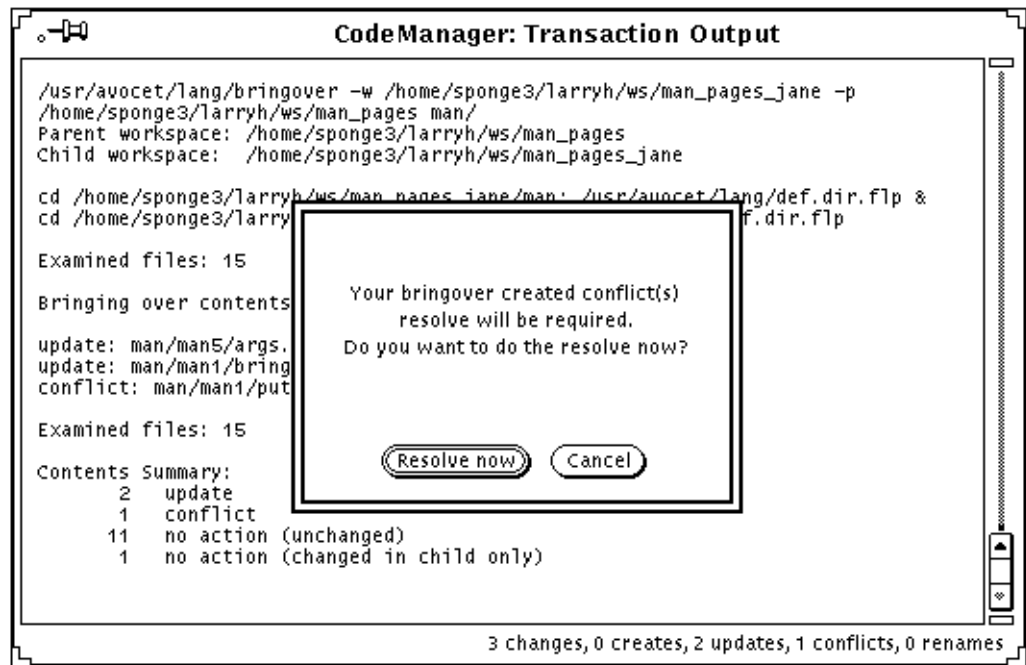 CodeManager: Transaction Output
/usr/avocet/lang/bringover -w /home/sponge3/larryh/ws/man_pages_jane -p
/home/sponge3/larryh/ws/man_pages man/
Parent workspace: /home/sponge3/larryh/ws/man_pages
Child workspace: /home/sponge3/larryh/ws/man_pages_jane
cd /home/sponge3/larryh/ws/man_pages_jane/man; /usr/avocet/lang/def.dir.flp &
cd /home/sponge3/larry f.dir.flp
Examined files: 15
Bringing over contents
update: man/man5/args.
update: man/man1/bring
conflict: man/man1/put
Examined files: 15
Contents Summary:
2 update
1 conflict
11 no action (unchanged)
1 no action (changed in child only)
Your bringover created conflict(s)
resolve will be required.
Do you want to do the resolve now?
Resolve now Cancel
3 changes, 0 creates, 2 updates, 1 conflicts, 0 renames